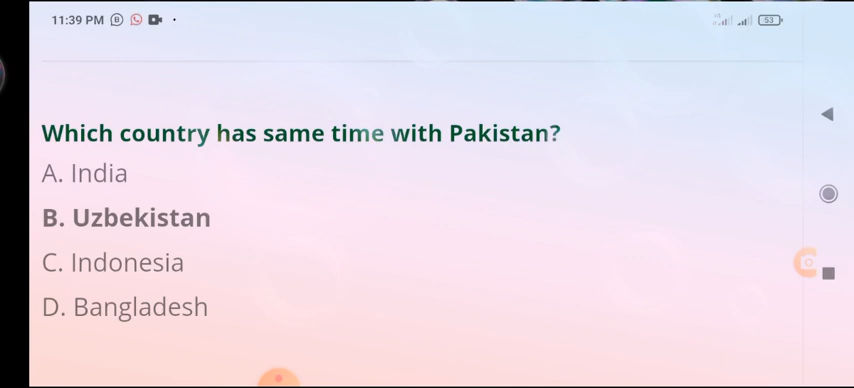 11:39 PM
53
Which country has same time with Pakistan?
A. India
B. Uzbekistan
C. Indonesia
D. Bangladesh